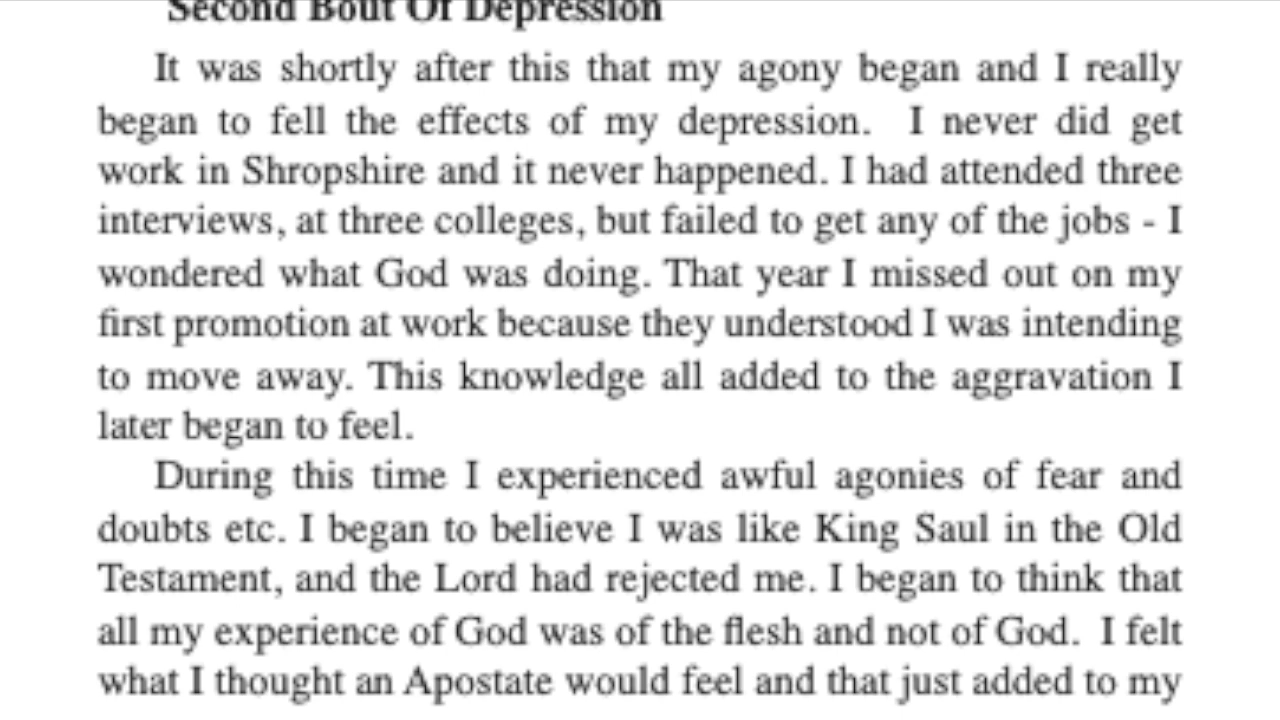 Second Bout Of Depression
It was shortly after this that my agony began and I really
began to fell the effects of my depression.  I never did get
work in Shropshire and it never happened. I had attended three
interviews, at three colleges, but failed to get any of the jobs - I
wondered what God was doing. That year I missed out on my
first promotion at work because they understood I was intending
to move away. This knowledge all added to the aggravation I
later began to feel.
During this time I experienced awful agonies of fear and
doubts etc. I began to believe I was like King Saul in the Old
Testament, and the Lord had rejected me. I began to think that
all my experience of God was of the flesh and not of God.  I felt
what I thought an Apostate would feel and that just added to my